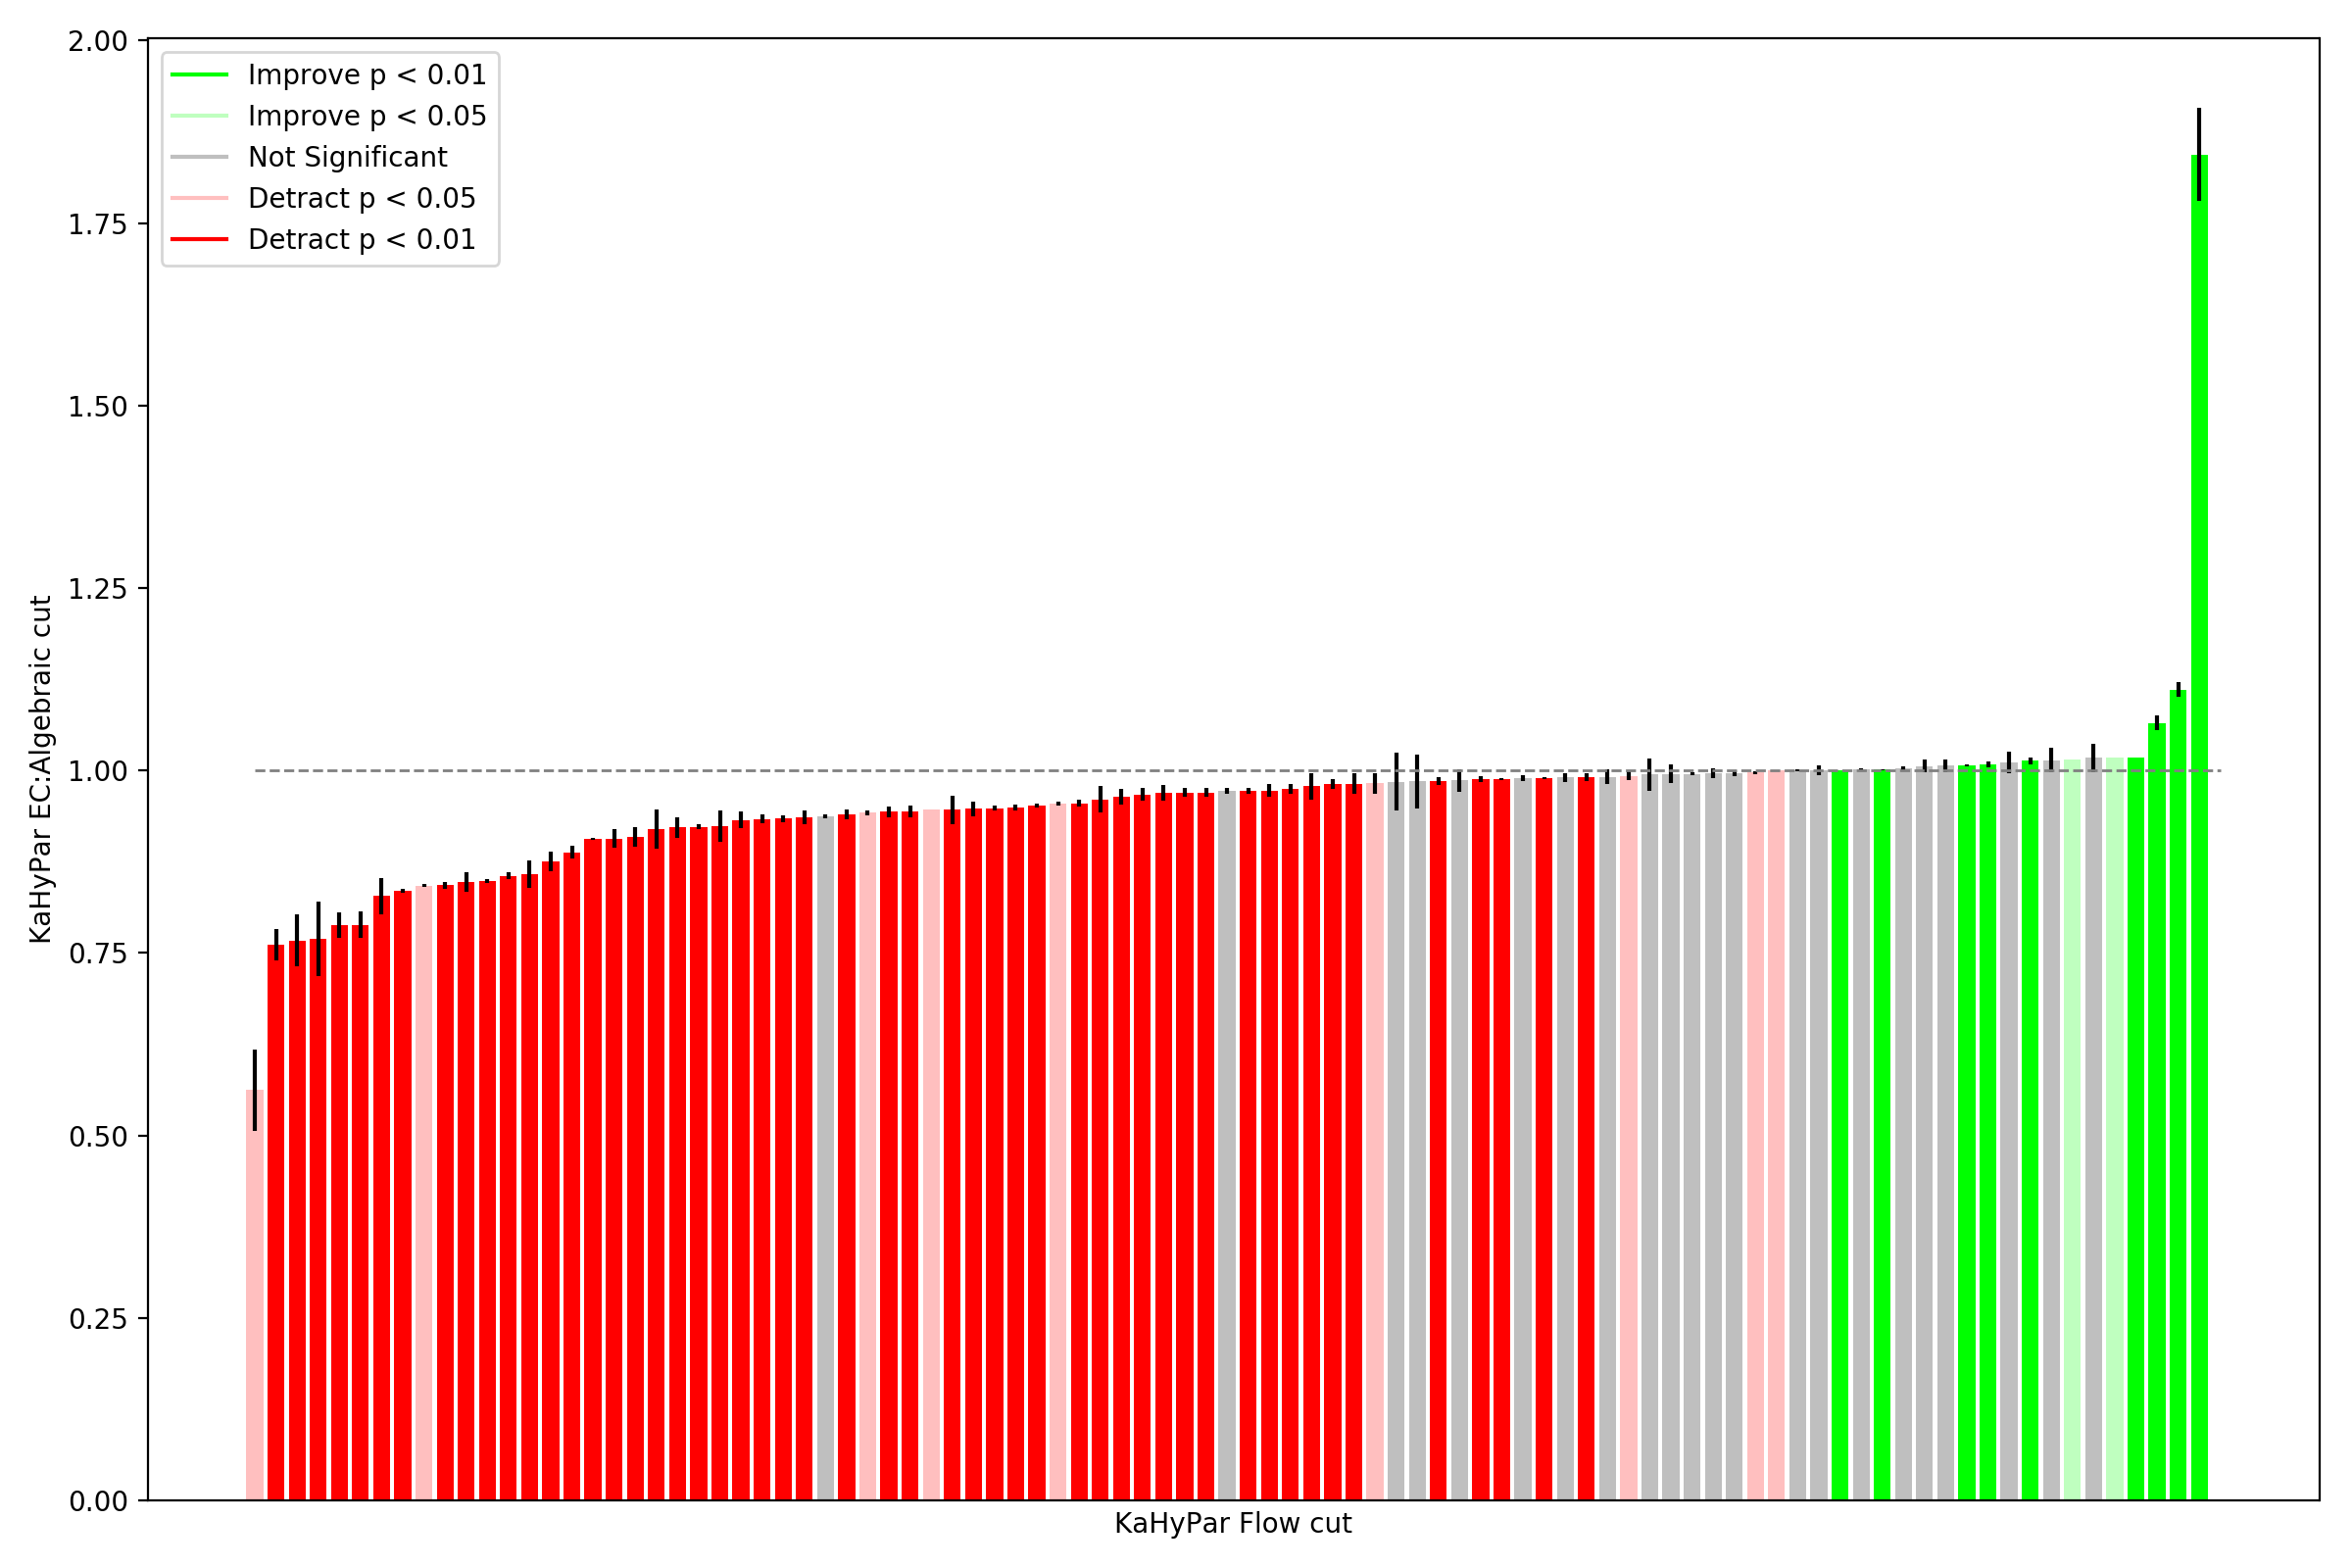 2.00
1.75
1.50
1.25
1.00
0.75
0.50
0.25
0.00
KaHyPar EC:Algebraic cut
Improve p < 0.01
Improve p < 0.05
Not Significant
Detract p < 0.05
Detract p < 0.01
KaHyPar Flow cut